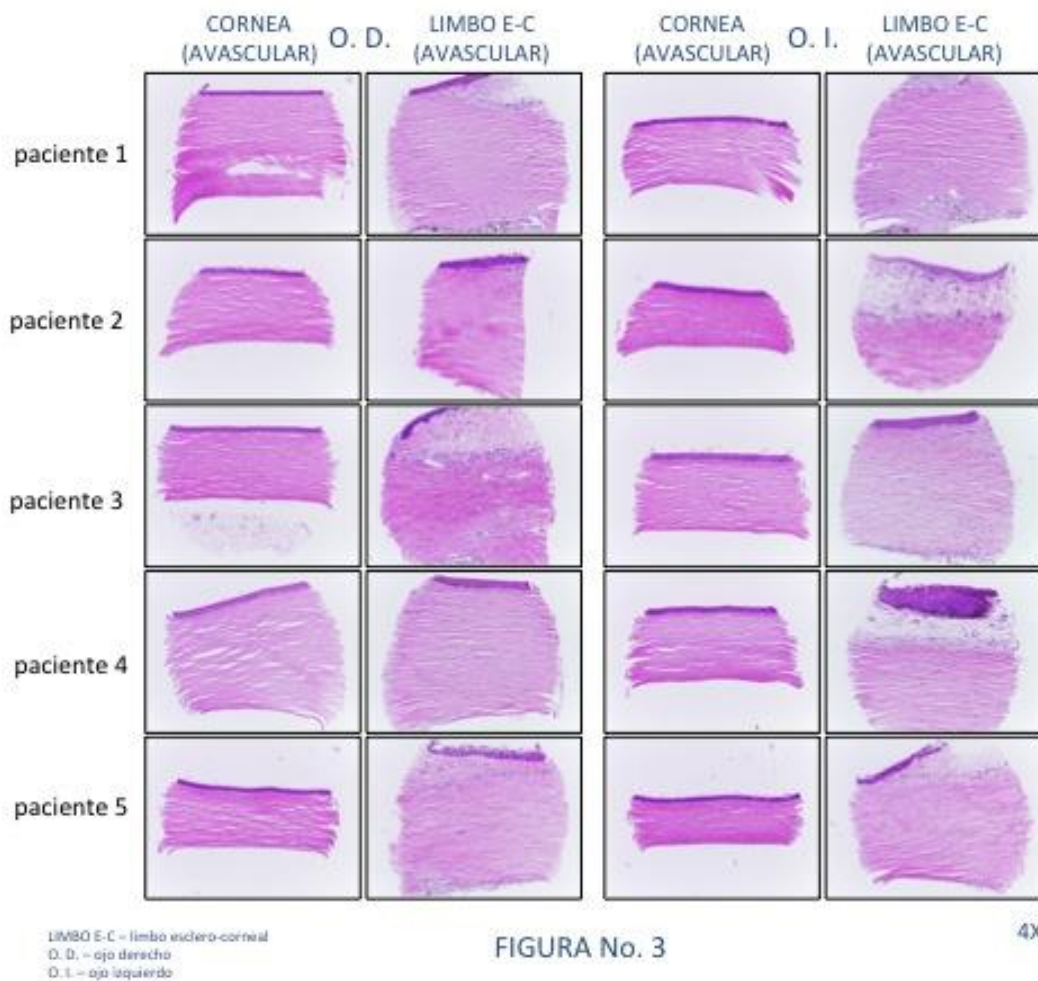 CORNEA
(AVASCULAR)
O. D.
LIMBO E-C
(AVASCULAR)
CORNEA
(AVASCULAR)
O. I.
LIMBO E-C
(AVASCULAR)
paciente 1
paciente 2
paciente 3
paciente 4
paciente 5
LIMBO E-C – limbo esclero-corneal
O. D. – ojo derecho
O. I. – ojo izquierdo
FIGURA No. 3
4X